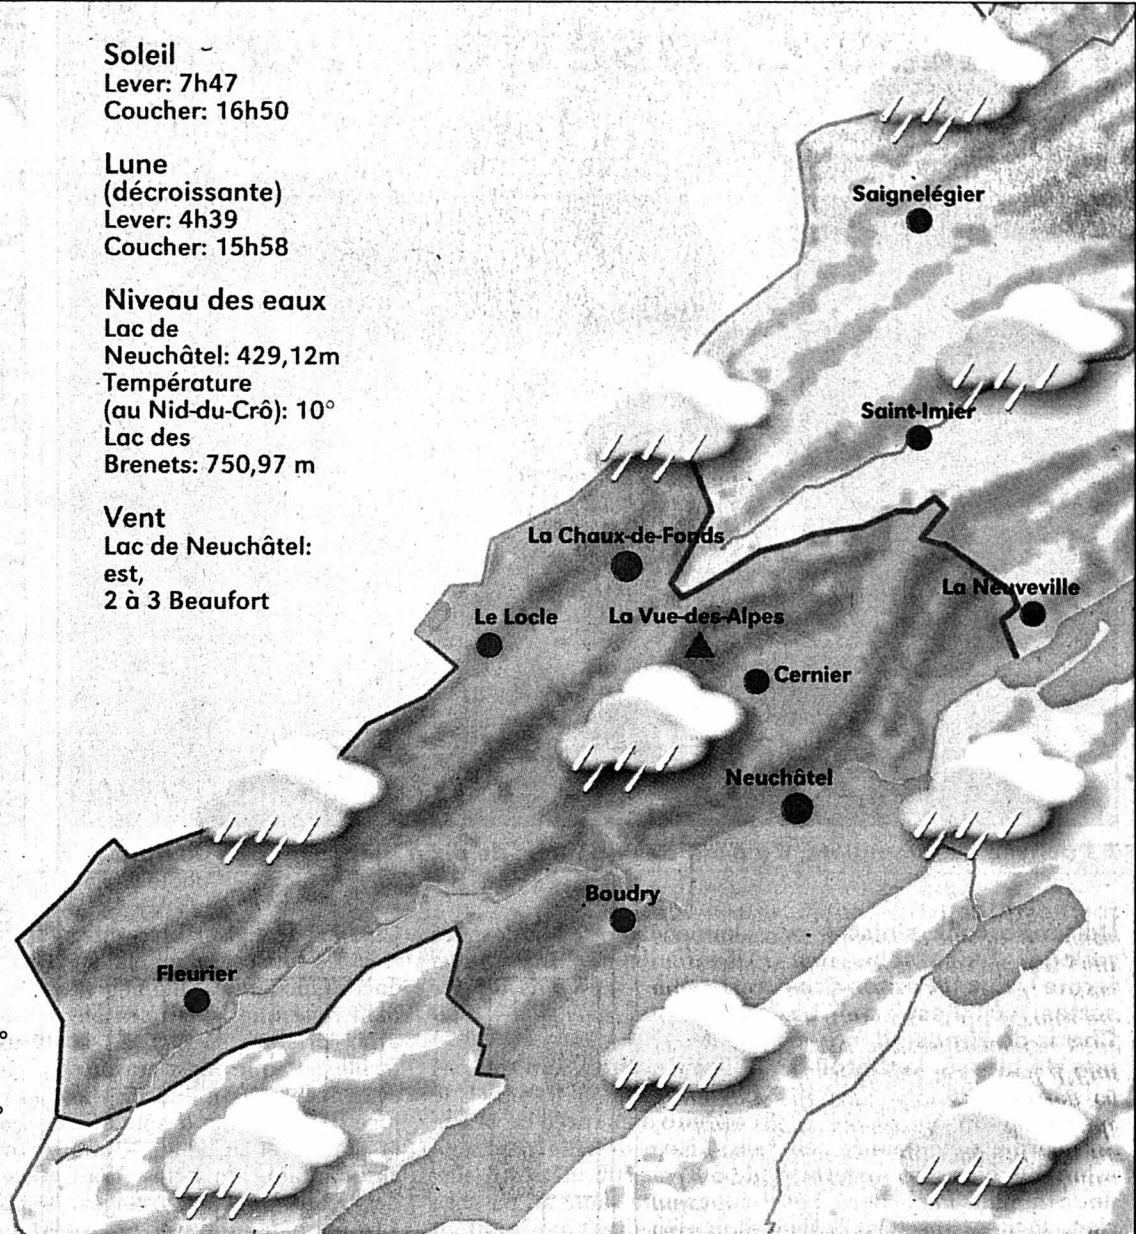 Soleil
Lever: 7h47
Coucher: 16h50
Lune
(décroissante)
Lever: 4h39
Coucher: 15h58
Niveau des eaux
Lac de
Neuchâtel: 429,12m
Température
(au Nid-du-Crô): 10°
Lac des
Brenets: 750,97 m
Vent
Lac de Neuchâtel:
est,
2 à 3 Beaufort
Saignelégier
Saint-Imier
La Chaux-de-Fonds
La Neuveville
Le Locle
La Vue-des-Alpes
Cernier
Neuchâtel
Boudry
Fleurier